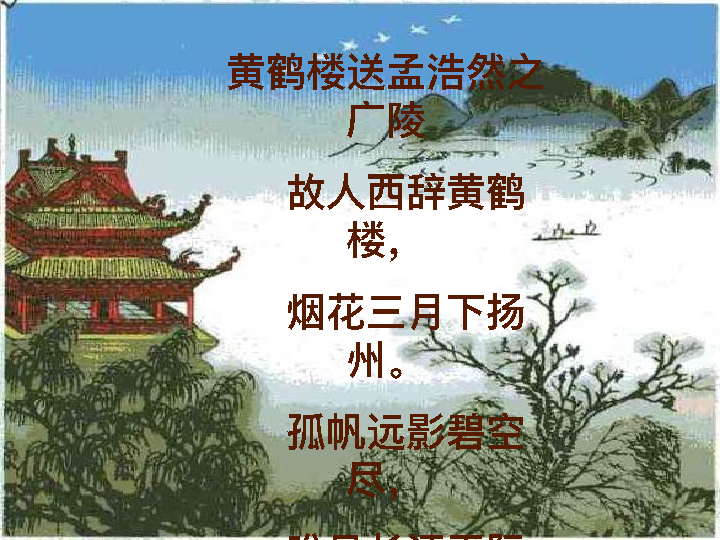 黄鹤楼送孟浩然之
广陵
故人西辞黄鹤
楼，
烟花三月下扬
州。
孤帆远影碧空
尽，